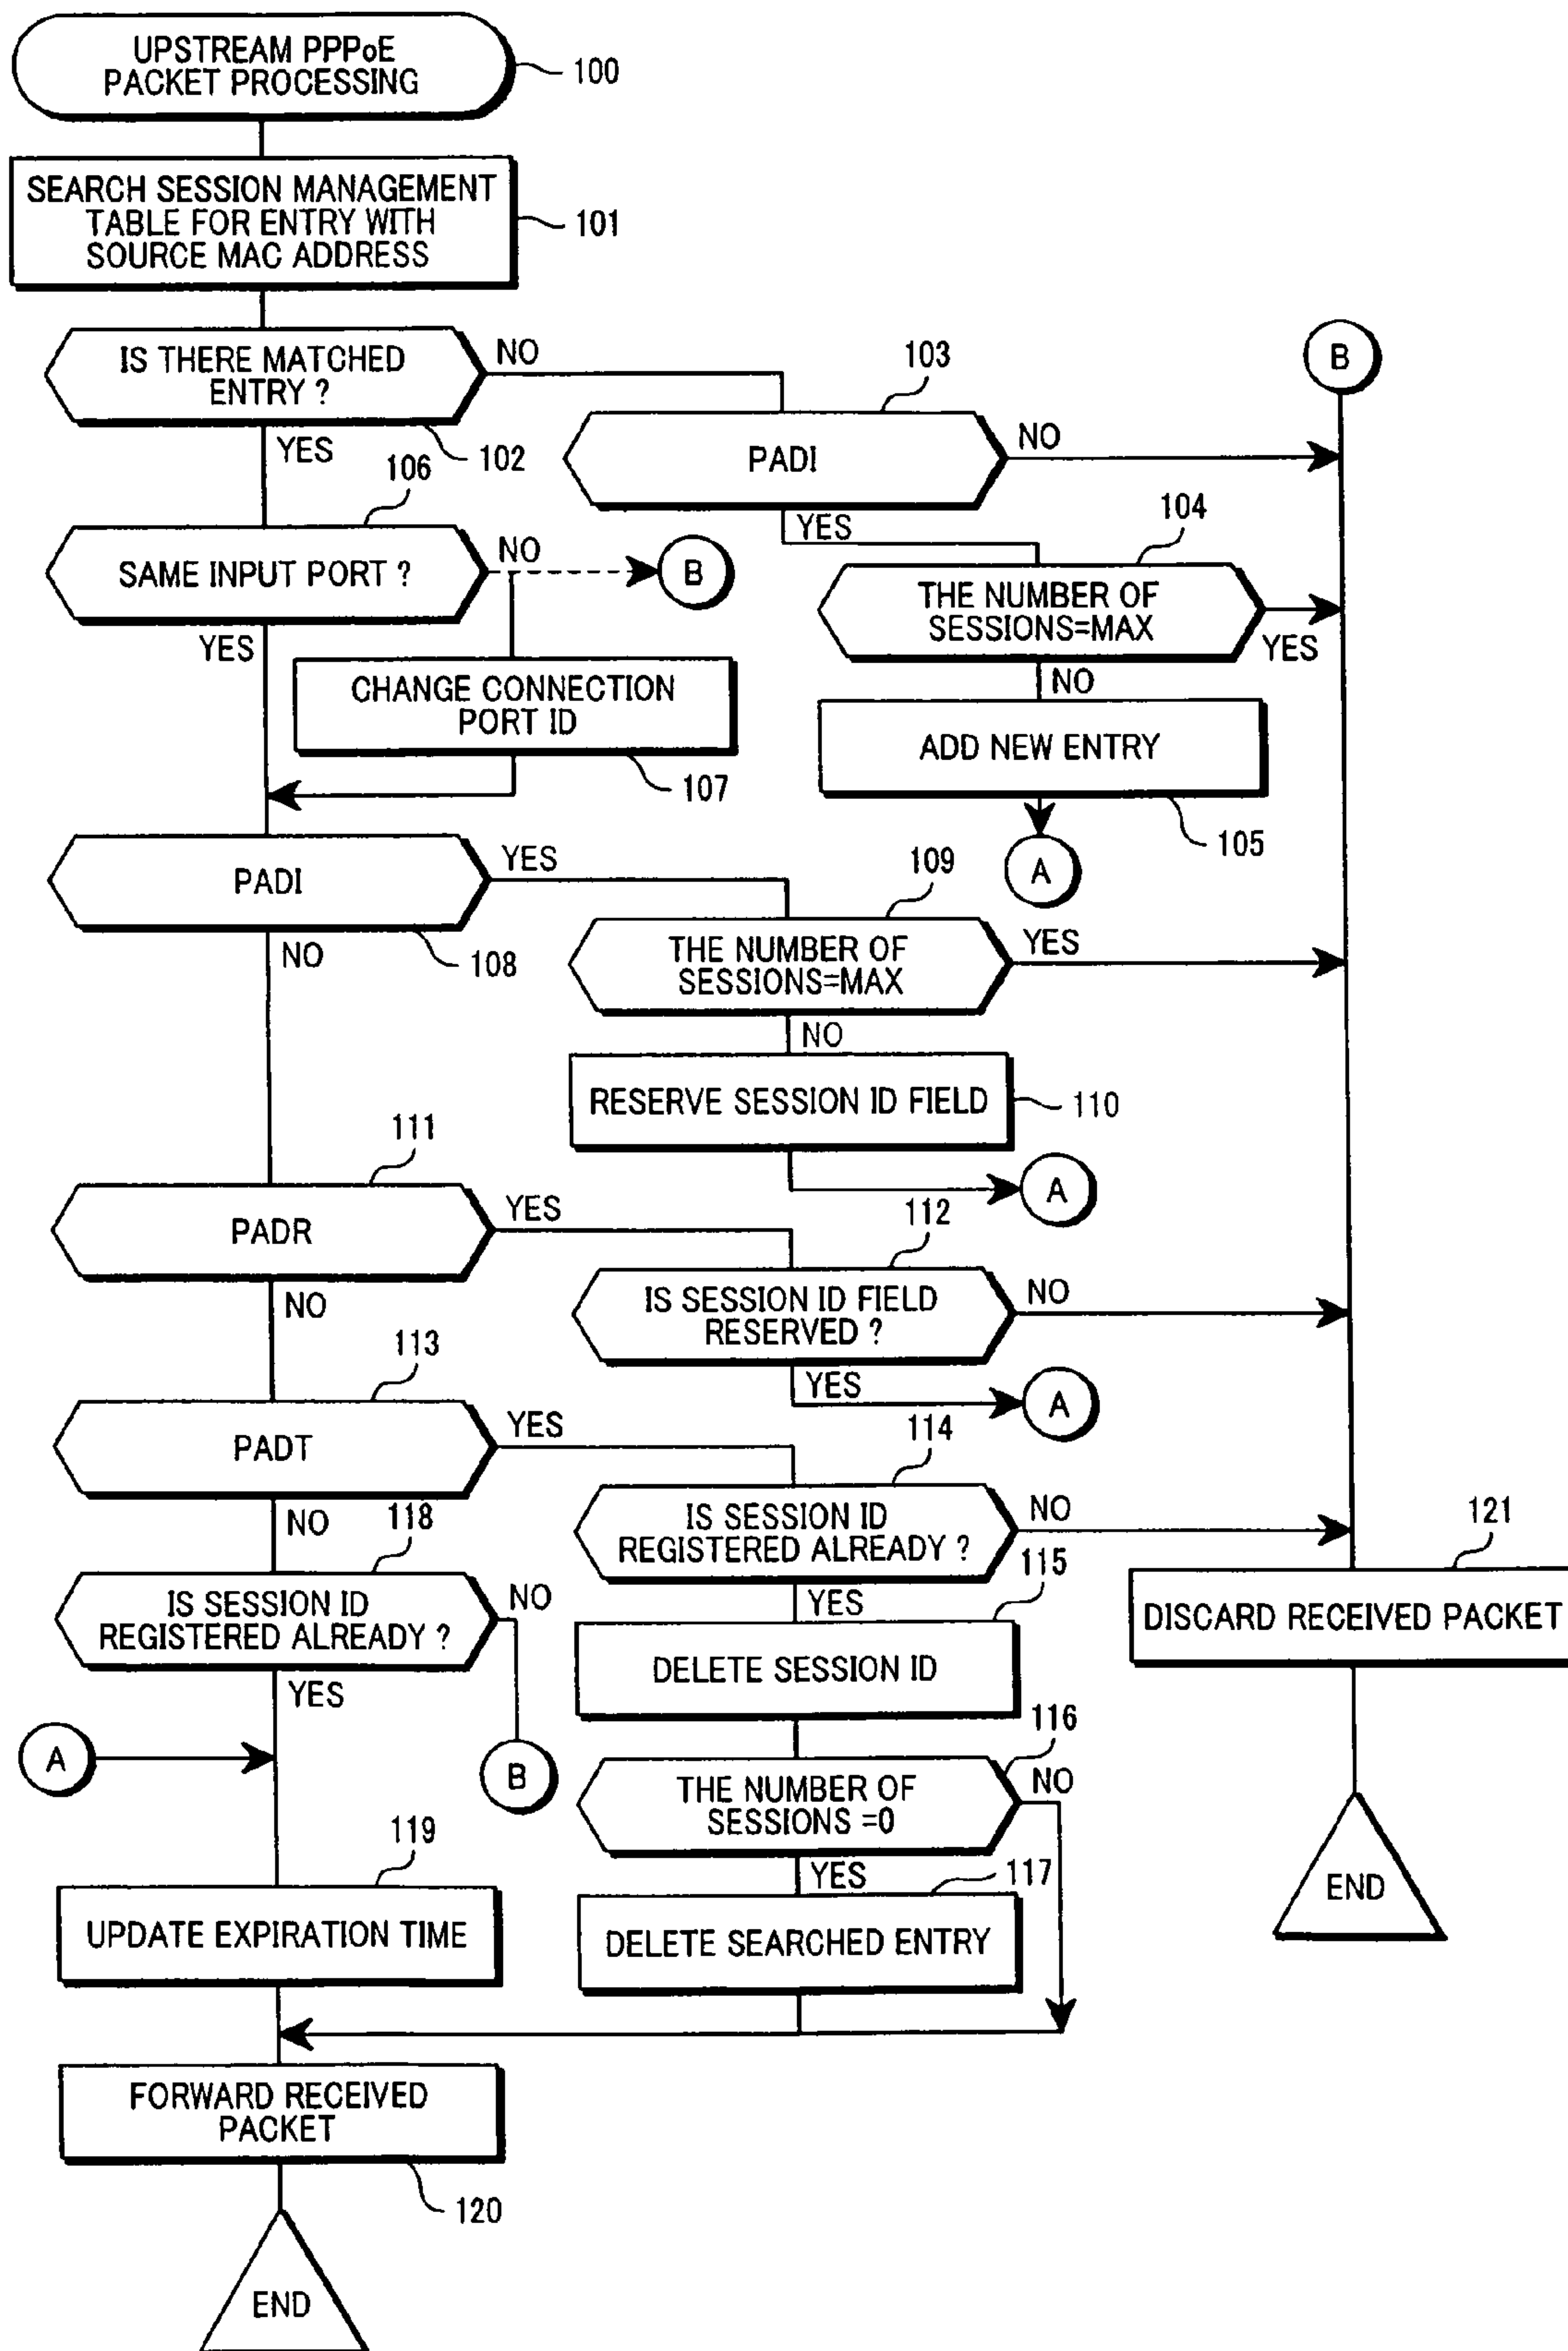 UPSTREAM PPPoE
PACKET PROCESSING
100
SEARCH SESSION MANAGEMENT
TABLE FOR ENTRY WITH
SOURCE MAC ADDRESS
101
IS THERE MATCHED
ENTRY ?
NO
YES
102
103
PADI
NO
YES
B
106
SAME INPUT PORT ?
NO
B
YES
104
THE NUMBER OF
SESSIONS=MAX
YES
NO
CHANGE CONNECTION
PORT ID
107
ADD NEW ENTRY
105
A
PADI
YES
NO
108
109
THE NUMBER OF
SESSIONS=MAX
YES
NO
RESERVE SESSION ID FIELD
110
A
111
PADR
YES
NO
112
IS SESSION ID FIELD
RESERVED ?
NO
YES
A
113
PADT
YES
NO
114
IS SESSION ID
REGISTERED ALREADY ?
NO
YES
118
IS SESSION ID
REGISTERED ALREADY ?
NO
YES
B
115
DELETE SESSION ID
121
DISCARD RECEIVED PACKET
END
A
116
THE NUMBER OF
SESSIONS =0
NO
YES
119
UPDATE EXPIRATION TIME
117
DELETE SEARCHED ENTRY
FORWARD RECEIVED
PACKET
120
END